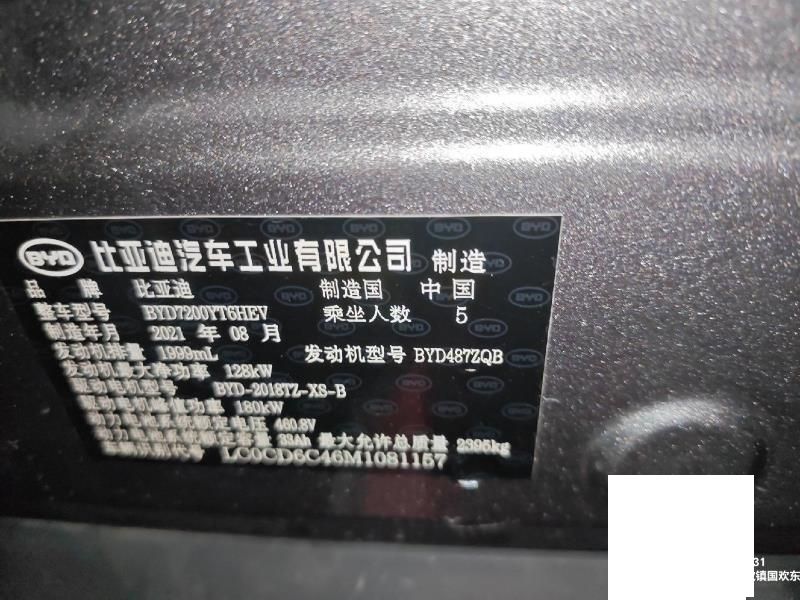 BYD 比亚迪汽车工业有限公司 制造
品牌 比亚迪 制造国 中国
整车型号 BYD7200YT6HEV 乘坐人数 5
制造年月 2021 年 08 月
发动机排量 1999mL 发动机型号 BYD487ZQB
发动机最大净功率 128kW
驱动电机型号 BYD-2018TZ-XS-B
驱动电机峰值功率 180kW
动力电池系统额定电压 460.8V
动力电池系统额定容量 33Ah 最大允许总质量 2395kg
车辆识别代号 LC0CD6C46M1081157
31
镇国欢东